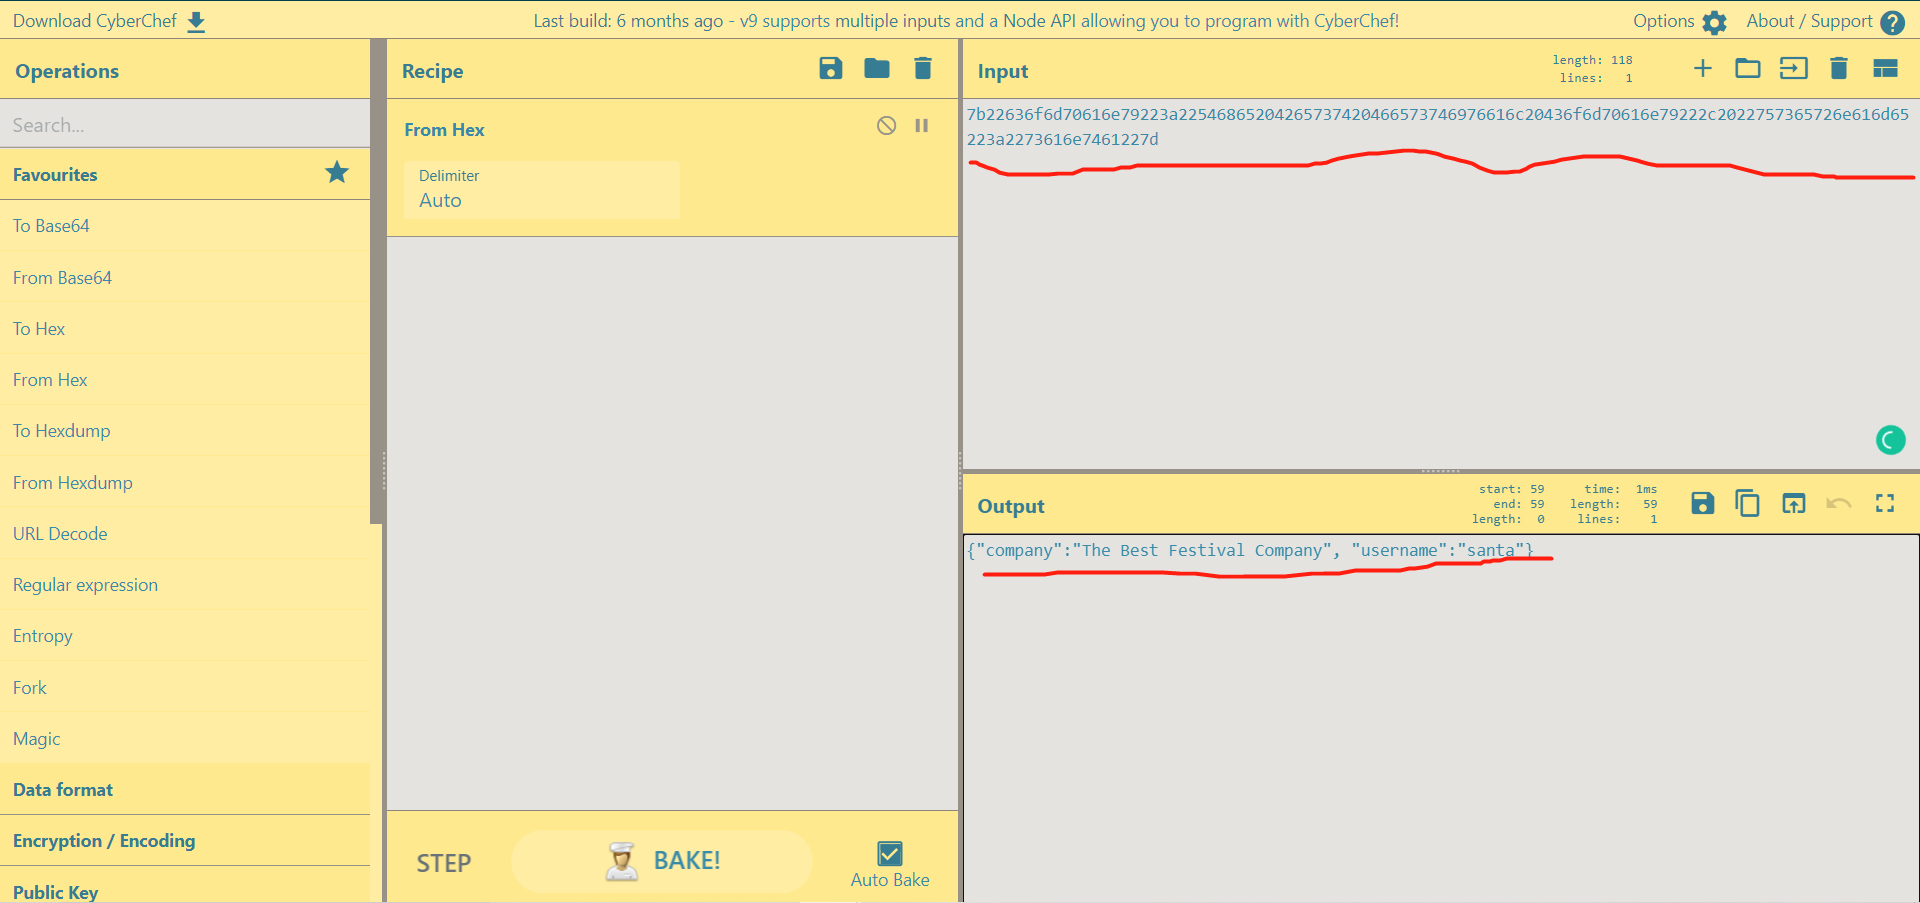 Download CyberChef
Last build: 6 months ago - v9 supports multiple inputs and a Node API allowing you to program with CyberChef!
Options
About / Support
Operations
Search...
Favourites
To Base64
From Base64
To Hex
From Hex
To Hexdump
From Hexdump
URL Decode
Regular expression
Entropy
Fork
Magic
Data format
Encryption / Encoding
Public Key
Recipe
From Hex
Delimiter
Auto
STEP
BAKE!
Auto Bake
Input
length: 118
lines: 1
7b22636f6d70616e79223a22546865204265737420466573746976616c20436f6d70616e79222c2022757365726e616d65
223a2273616e7461227d
Output
start: 59
end: 59
length: 0
time: 1ms
length: 59
lines: 1
{"company":"The Best Festival Company", "username":"santa"}